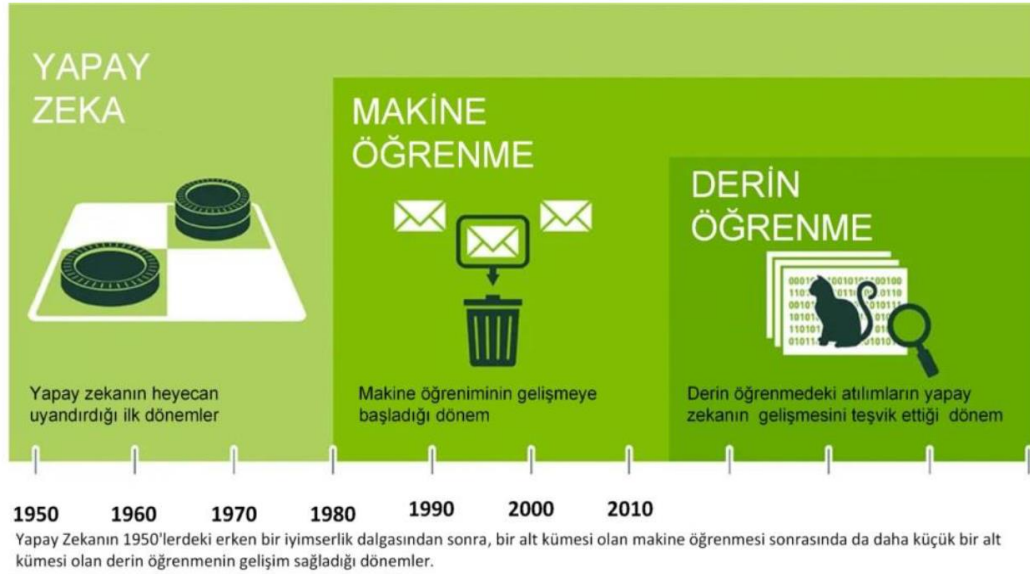 YAPAY
ZEKA
MAKİNE
ÖĞRENME
DERİN
ÖĞRENME
Yapay zekanın heyecan
uyandırdığı ilk dönemler
Makine öğreniminin gelişmeye
başladığı dönem
Derin öğrenmedeki atılımların yapay
zekanın gelişmesini teşvik ettiği dönem
1950 1960 1970 1980 1990 2000 2010
Yapay Zekanın 1950'lerdeki erken bir iyimserlik dalgasından sonra, bir alt kümesi olan makine öğrenmesi sonrasında da daha küçük bir alt
kümesi olan derin öğrenmenin gelişim sağladığı dönemler.